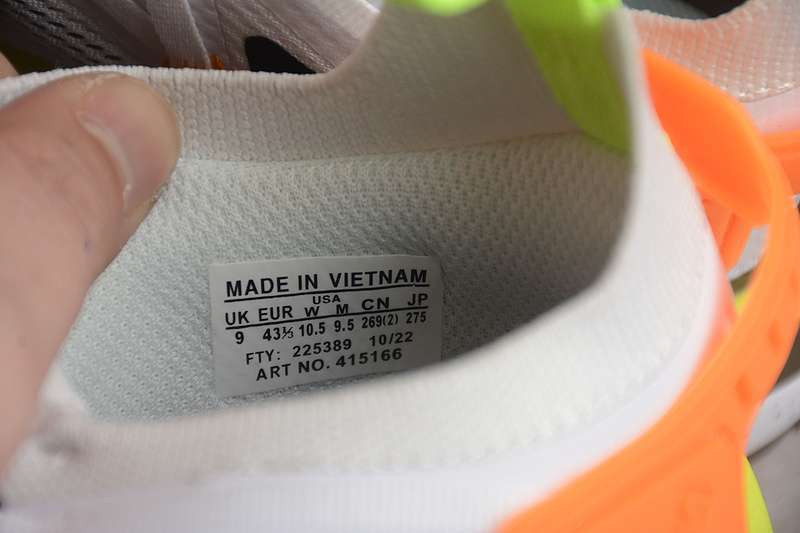 MADE IN VIETNAM
USA
UK EUR W M CN JP
9 43⅓ 10.5 9.5 269(2) 275
FTY: 225389 10/22
ART NO. 415166